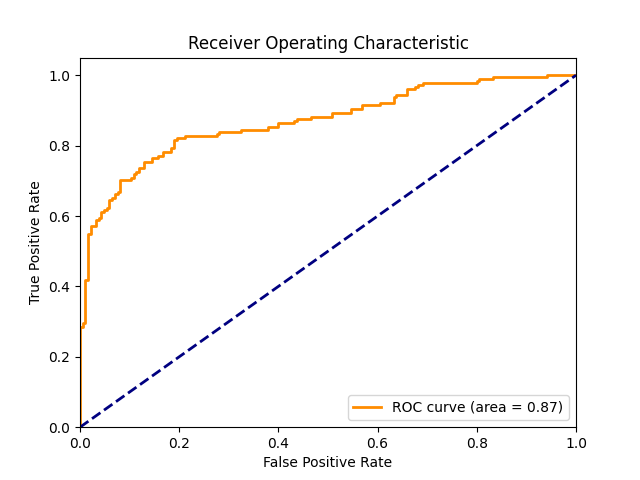 Receiver Operating Characteristic
1.0
0.8
0.6
0.4
0.2
0.0
True Positive Rate
0.0 0.2 0.4 0.6 0.8 1.0
False Positive Rate
ROC curve (area = 0.87)